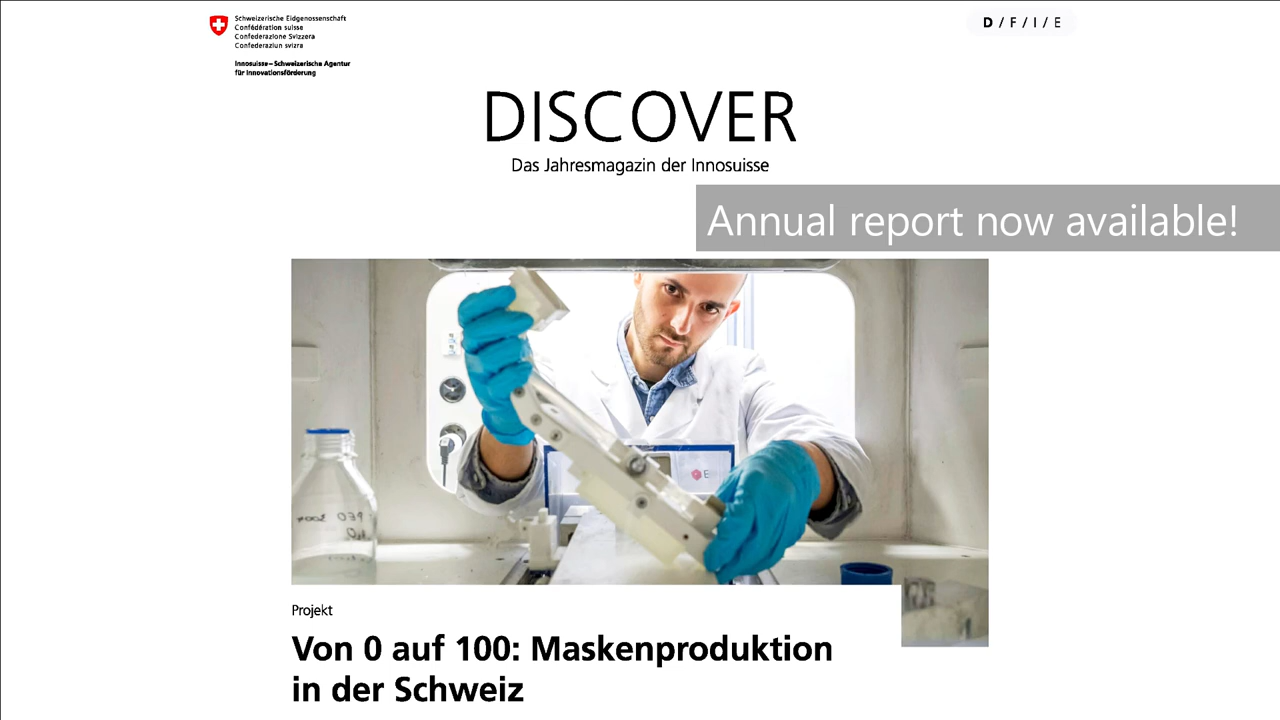 Schweizerische Eidgenossenschaft
Confédération suisse
Confederazione Svizzera
Confederaziun svizra
Innosuisse – Schweizerische Agentur
für Innovationsförderung
D / F / I / E
DISCOVER
Das Jahresmagazin der Innosuisse
Annual report now available!
Projekt
Von 0 auf 100: Maskenproduktion
in der Schweiz